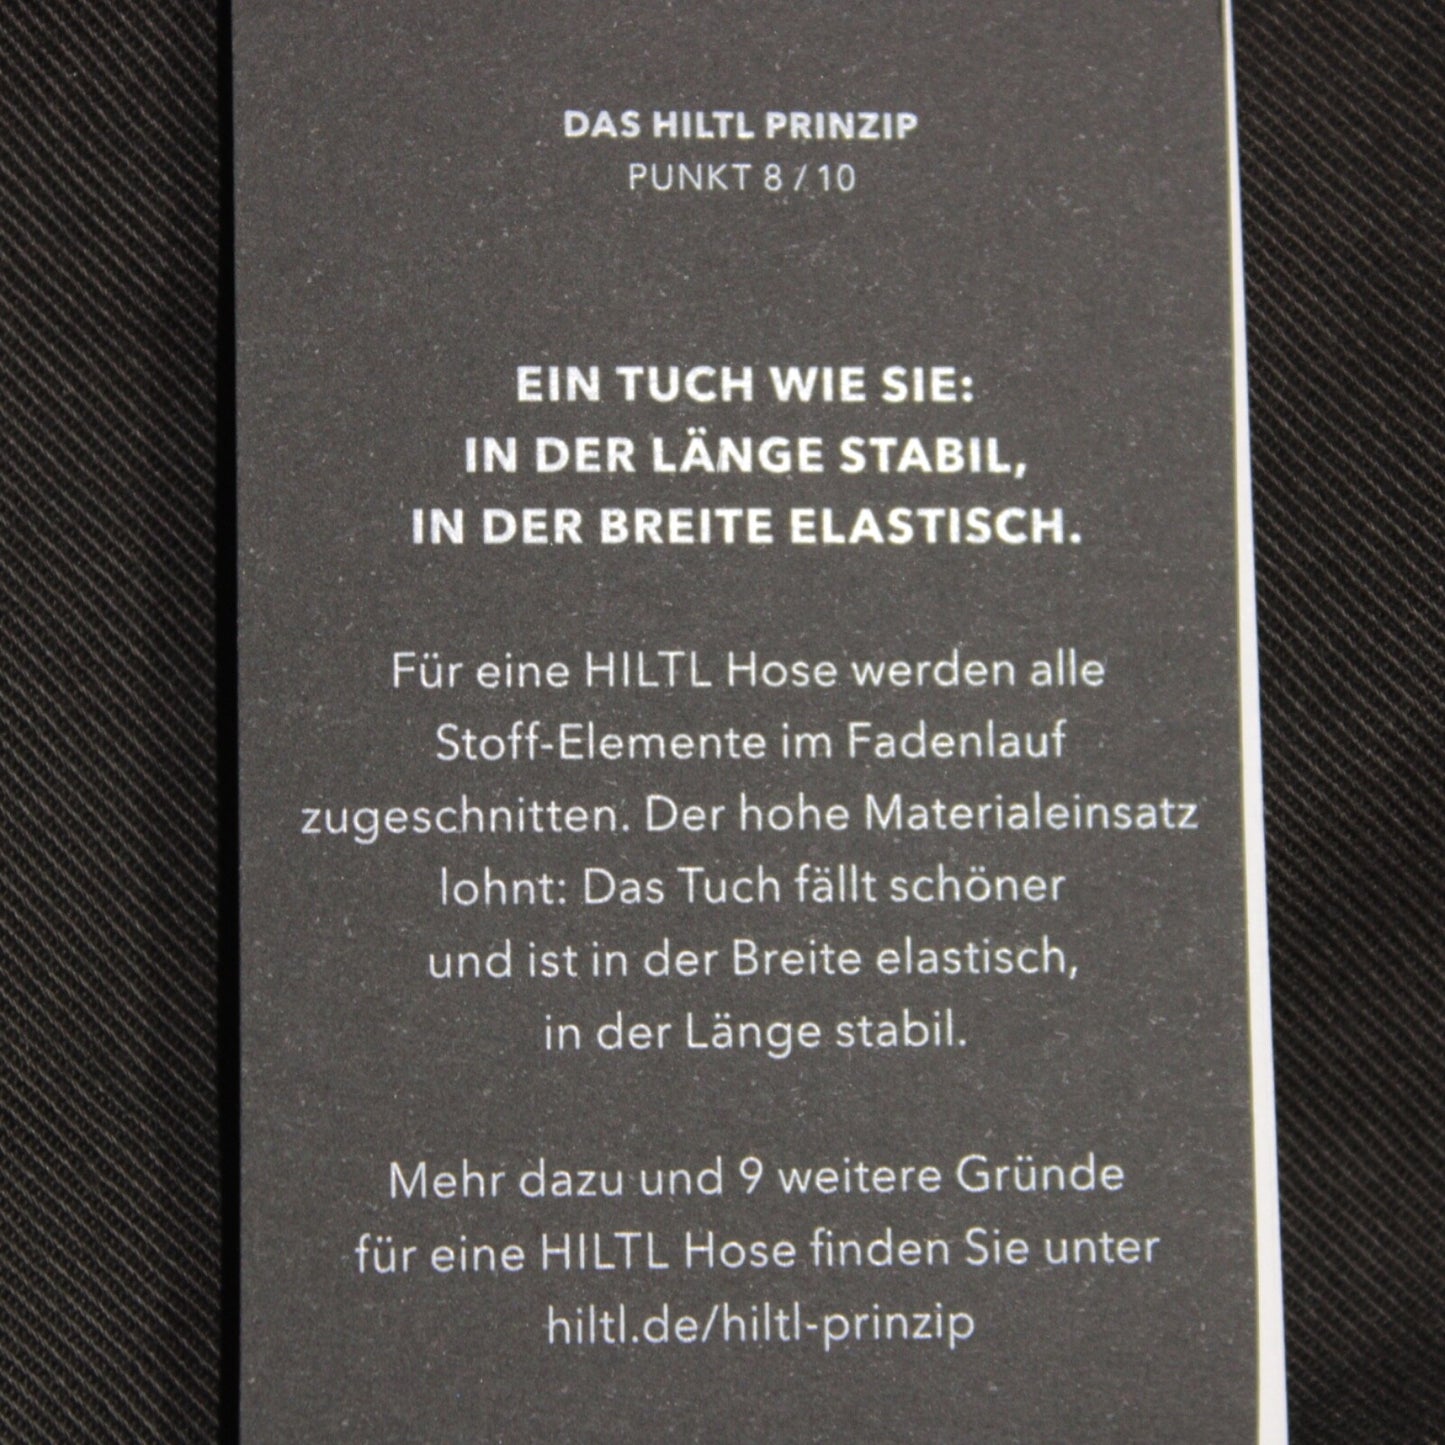 DAS HILTL PRINZIP
PUNKT 8 / 10
EIN TUCH WIE SIE:
IN DER LÄNGE STABIL,
IN DER BREITE ELASTISCH.
Für eine HILTL Hose werden alle
Stoff-Elemente im Fadenlauf
zugeschnitten. Der hohe Materialeinsatz
lohnt: Das Tuch fällt schöner
und ist in der Breite elastisch,
in der Länge stabil.
Mehr dazu und 9 weitere Gründe
für eine HILTL Hose finden Sie unter
hiltl.de/hiltl-prinzip